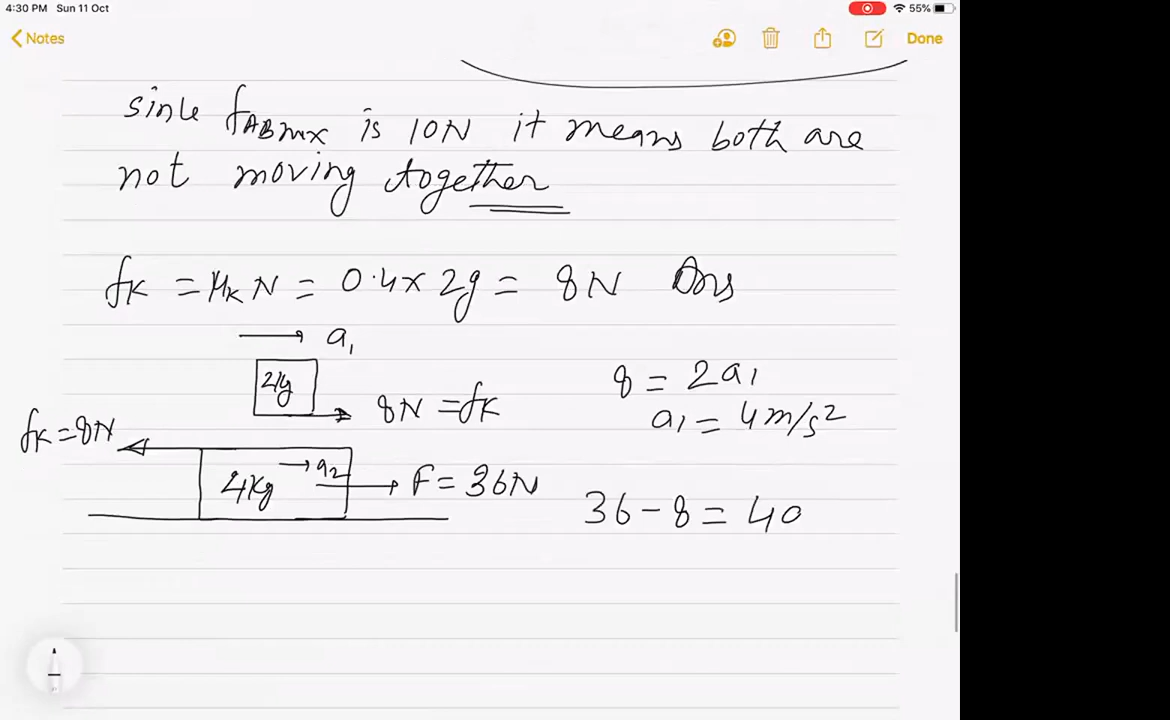 4:30 PM Sun 11 Oct
55%
Notes
Done
since fABmx is 10N it means both are
not moving together
fK = μK N = 0.4 x 2g = 8N Ans
a1
2kg
8 = 2a1
8N = fK
a1 = 4m/s2
fK = 8N
4kg
a2
F = 36N
36 - 8 = 4a